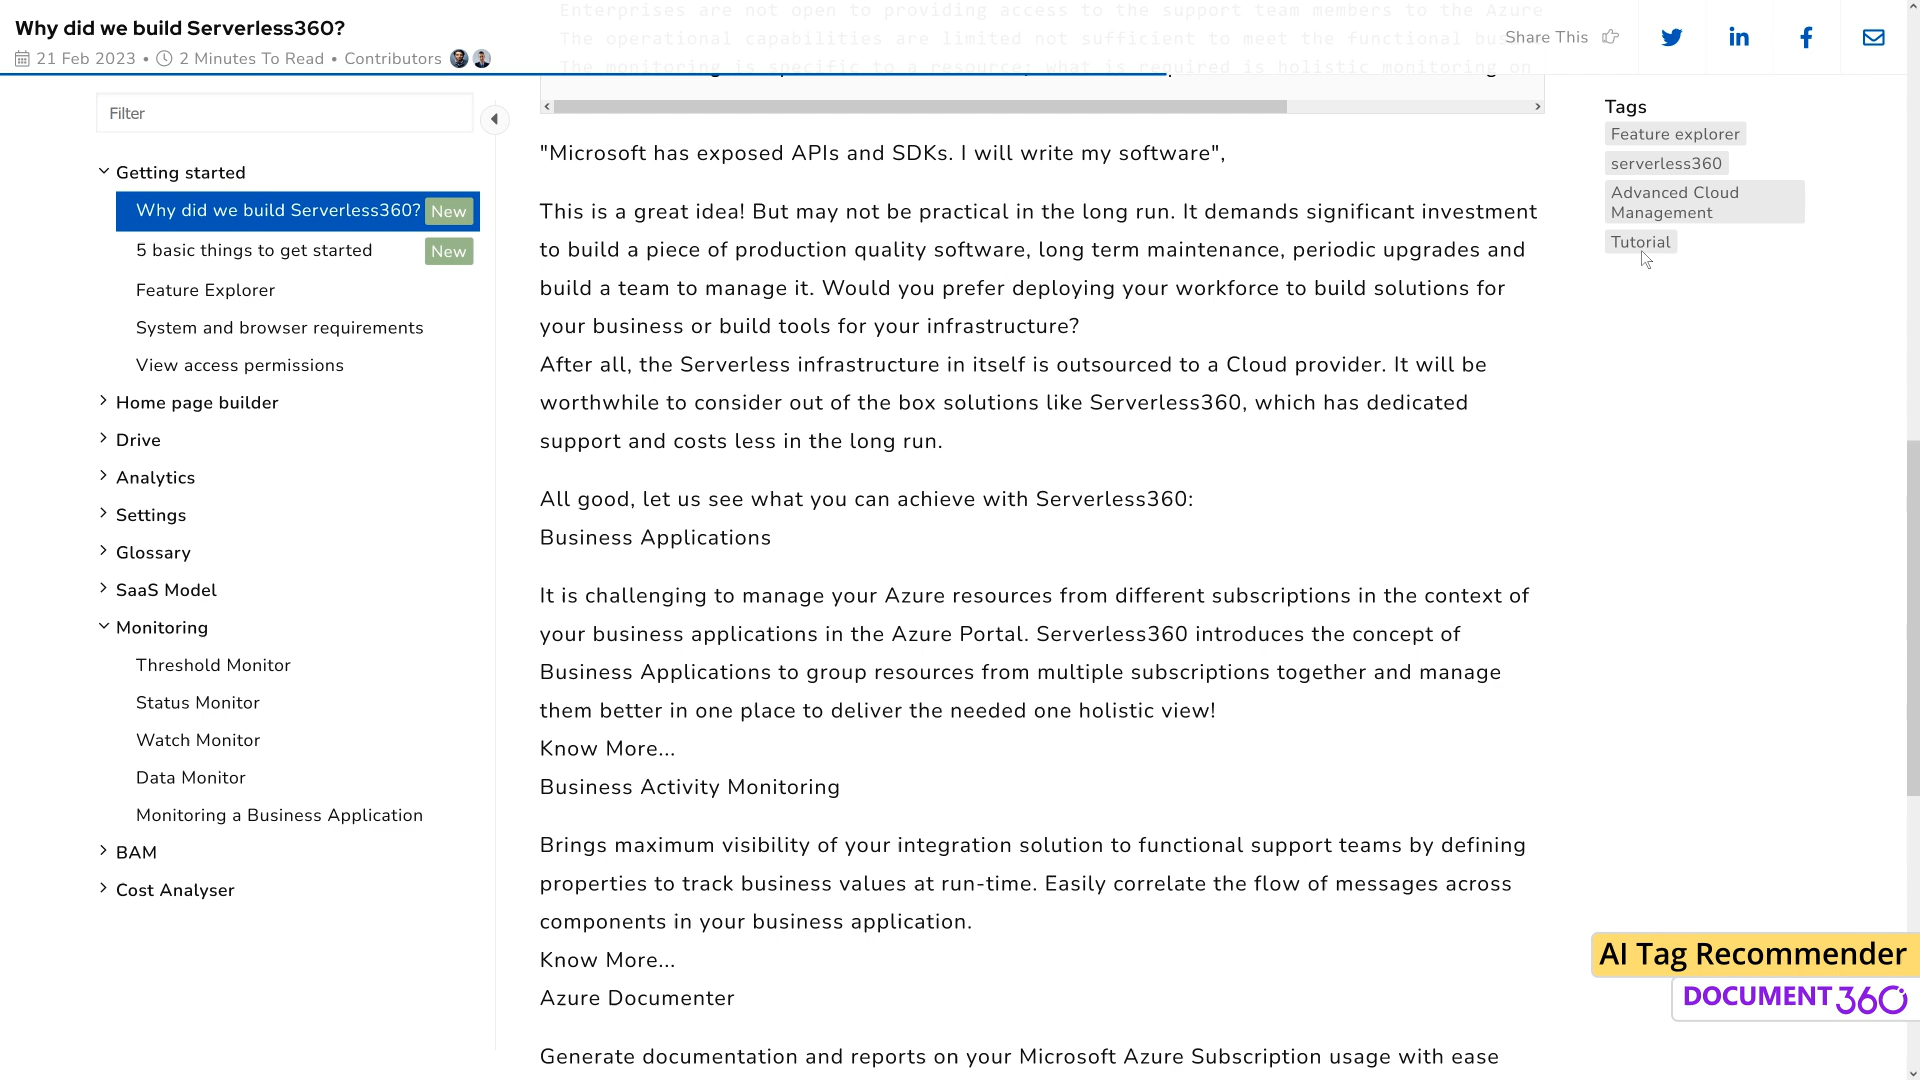 Why did we build Serverless360?
21 Feb 2023 • 2 Minutes To Read • Contributors
Enterprises are not open to providing access to the support team members to the Azure
The operational capabilities are limited not sufficient to meet the functional bus
The monitoring is specific to a resource; what is required is holistic monitoring on
Share This
Filter
Getting started
Why did we build Serverless360? New
5 basic things to get started New
Feature Explorer
System and browser requirements
View access permissions
Home page builder
Drive
Analytics
Settings
Glossary
SaaS Model
Monitoring
Threshold Monitor
Status Monitor
Watch Monitor
Data Monitor
Monitoring a Business Application
BAM
Cost Analyser
"Microsoft has exposed APIs and SDKs. I will write my software",
This is a great idea! But may not be practical in the long run. It demands significant investment
to build a piece of production quality software, long term maintenance, periodic upgrades and
build a team to manage it. Would you prefer deploying your workforce to build solutions for
your business or build tools for your infrastructure?
After all, the Serverless infrastructure in itself is outsourced to a Cloud provider. It will be
worthwhile to consider out of the box solutions like Serverless360, which has dedicated
support and costs less in the long run.
All good, let us see what you can achieve with Serverless360:
Business Applications
It is challenging to manage your Azure resources from different subscriptions in the context of
your business applications in the Azure Portal. Serverless360 introduces the concept of
Business Applications to group resources from multiple subscriptions together and manage
them better in one place to deliver the needed one holistic view!
Know More...
Business Activity Monitoring
Brings maximum visibility of your integration solution to functional support teams by defining
properties to track business values at run-time. Easily correlate the flow of messages across
components in your business application.
Know More...
Azure Documenter
Generate documentation and reports on your Microsoft Azure Subscription usage with ease
Tags
Feature explorer
serverless360
Advanced Cloud
Management
Tutorial
AI Tag Recommender
DOCUMENT360